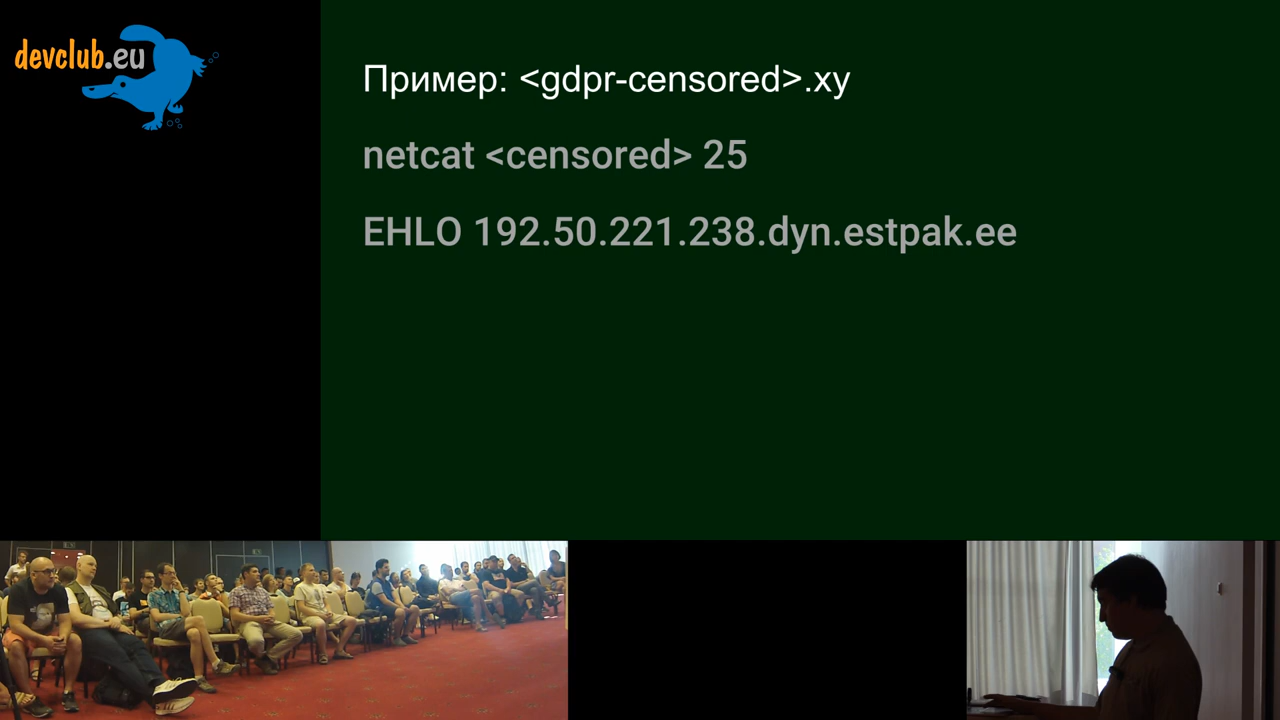 devclub.eu
Пример: <gdpr-censored>.xy
netcat <censored> 25
EHLO 192.50.221.238.dyn.estpak.ee